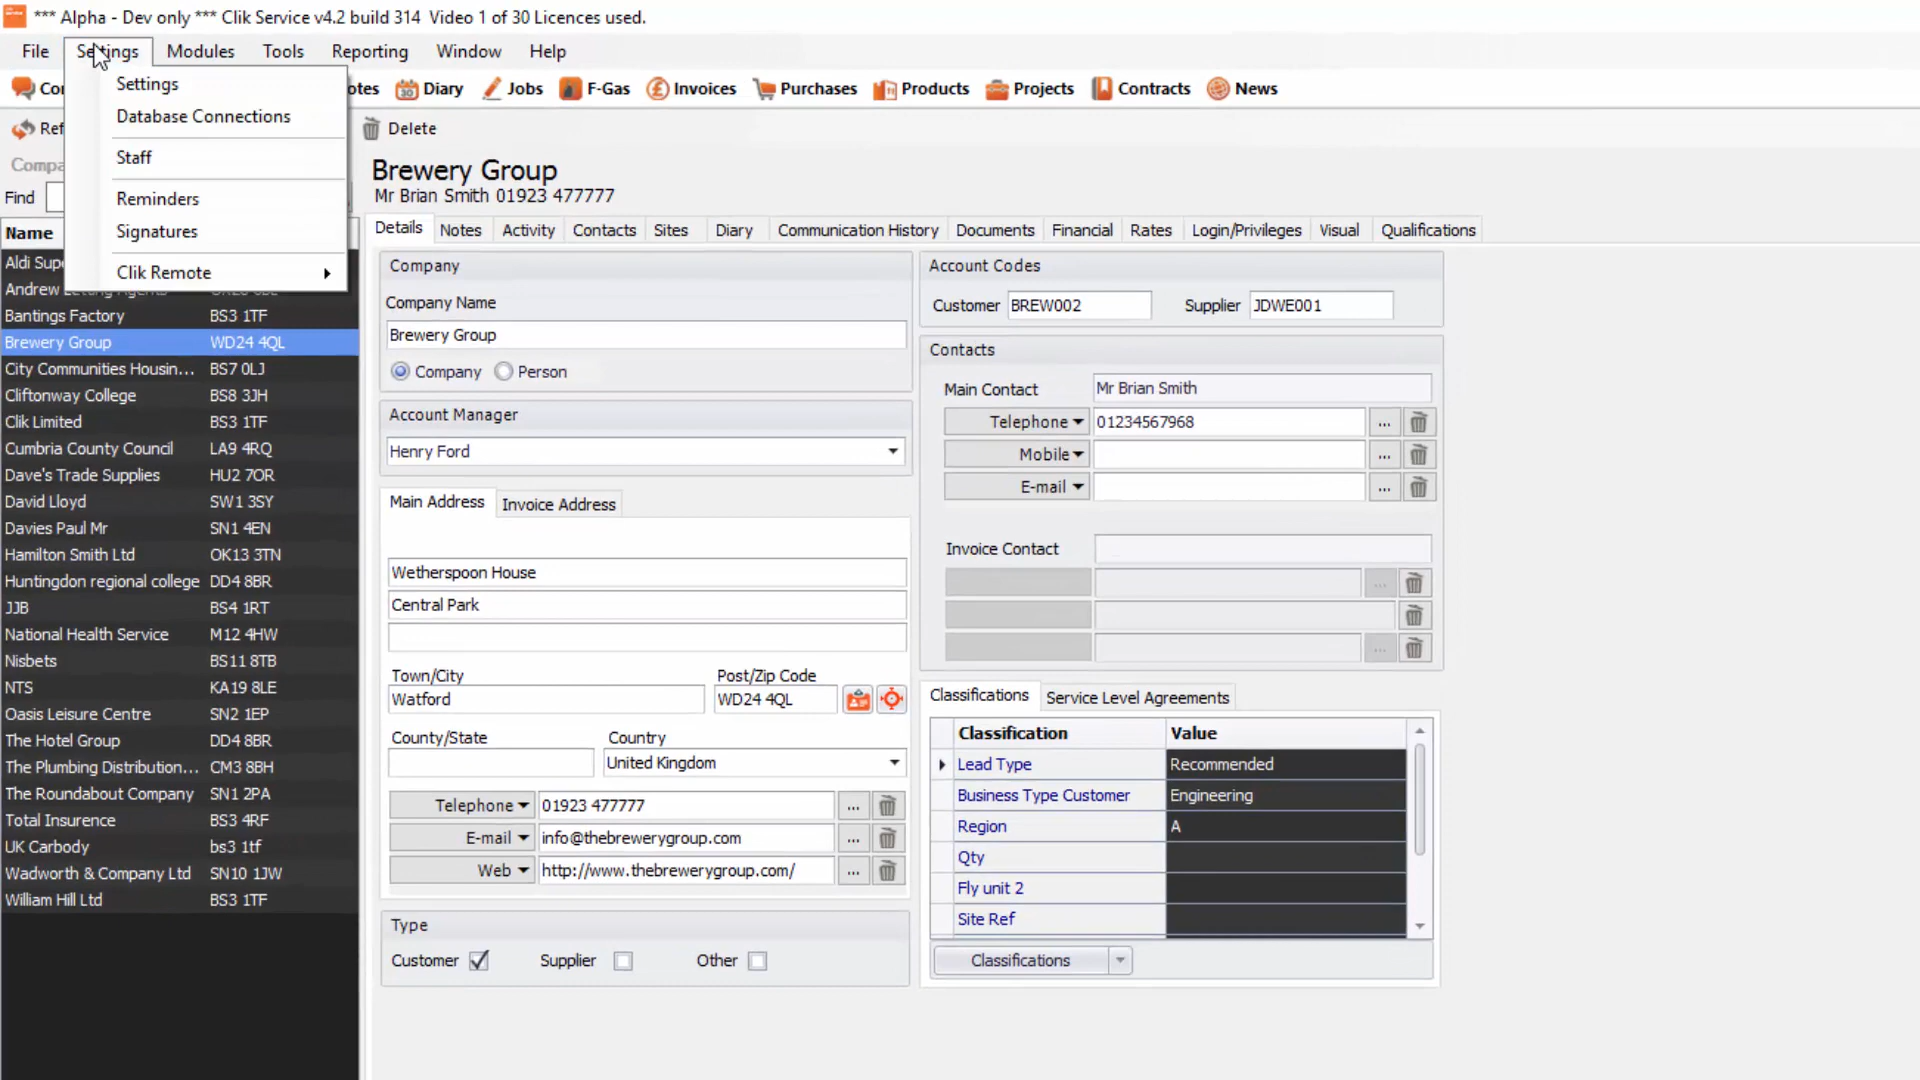 *** Alpha - Dev only *** Clik Service v4.2 build 314 Video 1 of 30 Licences used.
File Settings Modules Tools Reporting Window Help
Settings
Database Connections
Staff
Reminders
Signatures
Clik Remote
Diary Jobs F-Gas Invoices Purchases Products Projects Contracts News
Delete
Find
Name
Brewery Group
Mr Brian Smith 01923 477777
Details Notes Activity Contacts Sites Diary Communication History Documents Financial Rates Login/Privileges Visual Qualifications
Aldi
Andrew
Bantings Factory BS3 1TF
Brewery Group WD24 4QL
City Communities Housin... BS7 0LJ
Cliftonway College BS8 3JH
Clik Limited BS3 1TF
Cumbria County Council LA9 4RQ
Dave's Trade Supplies HU2 7OR
David Lloyd SW1 3SY
Davies Paul Mr SN1 4EN
Hamilton Smith Ltd OK13 3TN
Huntingdon regional college DD4 8BR
JJB BS4 1RT
National Health Service M12 4HW
Nisbets BS11 8TB
NTS KA19 8LE
Oasis Leisure Centre SN2 1EP
The Hotel Group DD4 8BR
The Plumbing Distribution... CM3 8BH
The Roundabout Company SN1 2PA
Total Insurence BS3 4RF
UK Carbody bs3 1tf
Wadworth & Company Ltd SN10 1JW
William Hill Ltd BS3 1TF
Company
Company Name
Brewery Group
Company Person
Account Manager
Henry Ford
Main Address Invoice Address
Wetherspoon House
Central Park
Town/City Post/Zip Code
Watford WD24 4QL
County/State Country
United Kingdom
Telephone 01923 477777 ...
E-mail info@thebrewerygroup.com ...
Web http://www.thebrewerygroup.com/ ...
Type
Customer Supplier Other
Account Codes
Customer BREW002 Supplier JDWE001
Contacts
Main Contact Mr Brian Smith
Telephone 01234567968 ...
Mobile ...
E-mail ...
Invoice Contact
...
...
Classifications Service Level Agreements
Classification Value
Lead Type Recommended
Business Type Customer Engineering
Region A
Qty
Fly unit 2
Site Ref
Classifications